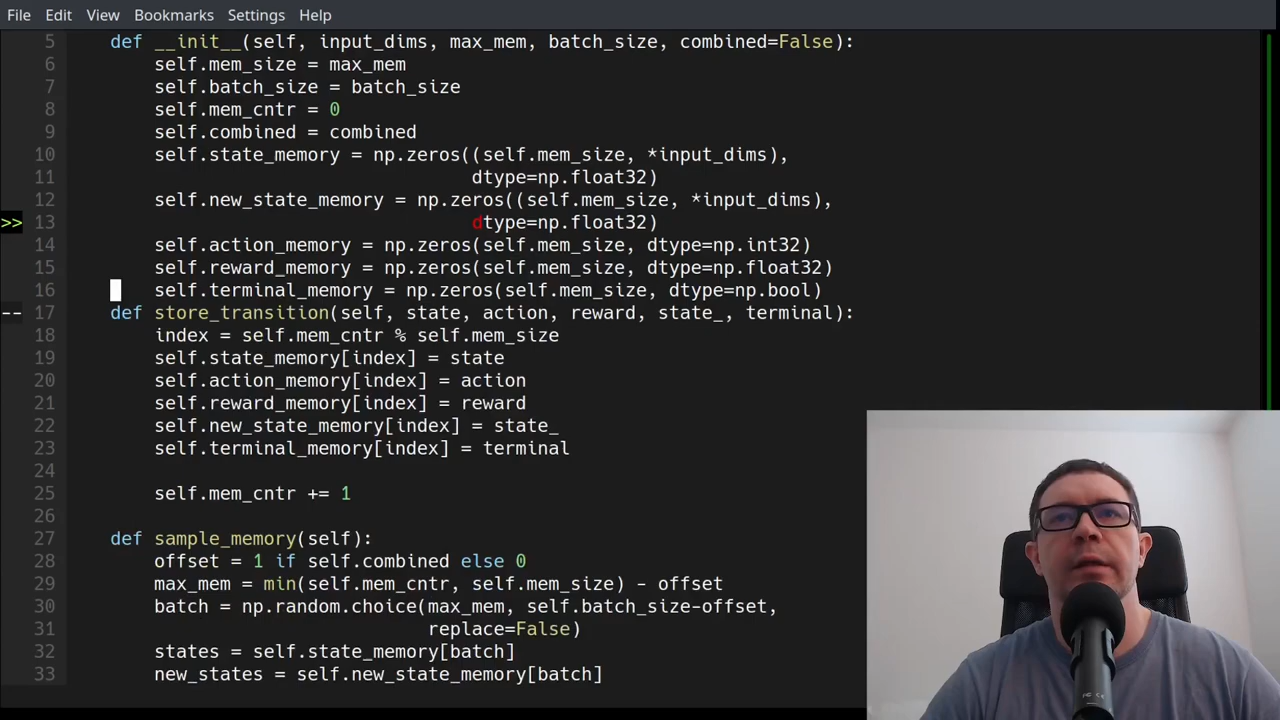 File Edit View Bookmarks Settings Help
5 def __init__(self, input_dims, max_mem, batch_size, combined=False):
6 self.mem_size = max_mem
7 self.batch_size = batch_size
8 self.mem_cntr = 0
9 self.combined = combined
10 self.state_memory = np.zeros((self.mem_size, *input_dims),
11 dtype=np.float32)
12 self.new_state_memory = np.zeros((self.mem_size, *input_dims),
>> 13 dtype=np.float32)
14 self.action_memory = np.zeros(self.mem_size, dtype=np.int32)
15 self.reward_memory = np.zeros(self.mem_size, dtype=np.float32)
16 self.terminal_memory = np.zeros(self.mem_size, dtype=np.bool)
-- 17 def store_transition(self, state, action, reward, state_, terminal):
18 index = self.mem_cntr % self.mem_size
19 self.state_memory[index] = state
20 self.action_memory[index] = action
21 self.reward_memory[index] = reward
22 self.new_state_memory[index] = state_
23 self.terminal_memory[index] = terminal
24
25 self.mem_cntr += 1
26
27 def sample_memory(self):
28 offset = 1 if self.combined else 0
29 max_mem = min(self.mem_cntr, self.mem_size) - offset
30 batch = np.random.choice(max_mem, self.batch_size-offset,
31 replace=False)
32 states = self.state_memory[batch]
33 new_states = self.new_state_memory[batch]